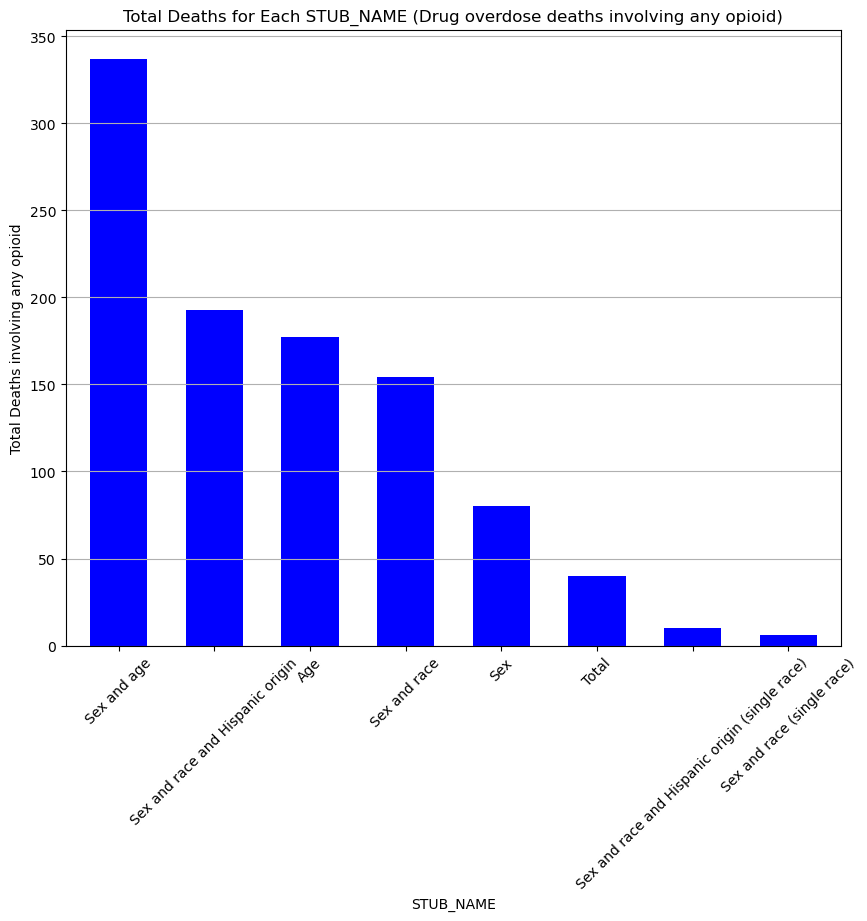 Total Deaths for Each STUB_NAME (Drug overdose deaths involving any opioid)
Total Deaths involving any opioid
350
300
250
200
150
100
50
0
Sex and age
Sex and race and Hispanic origin
Age
Sex and race
Sex
Total
Sex and race and Hispanic origin (single race)
Sex and race (single race)
STUB_NAME